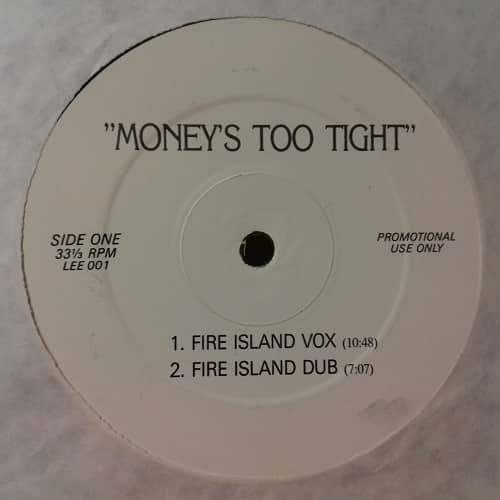 "MONEY'S TOO TIGHT"
SIDE ONE
33⅓ RPM
LEE 001
PROMOTIONAL
USE ONLY
1. FIRE ISLAND VOX (10:48)
2. FIRE ISLAND DUB (7:07)